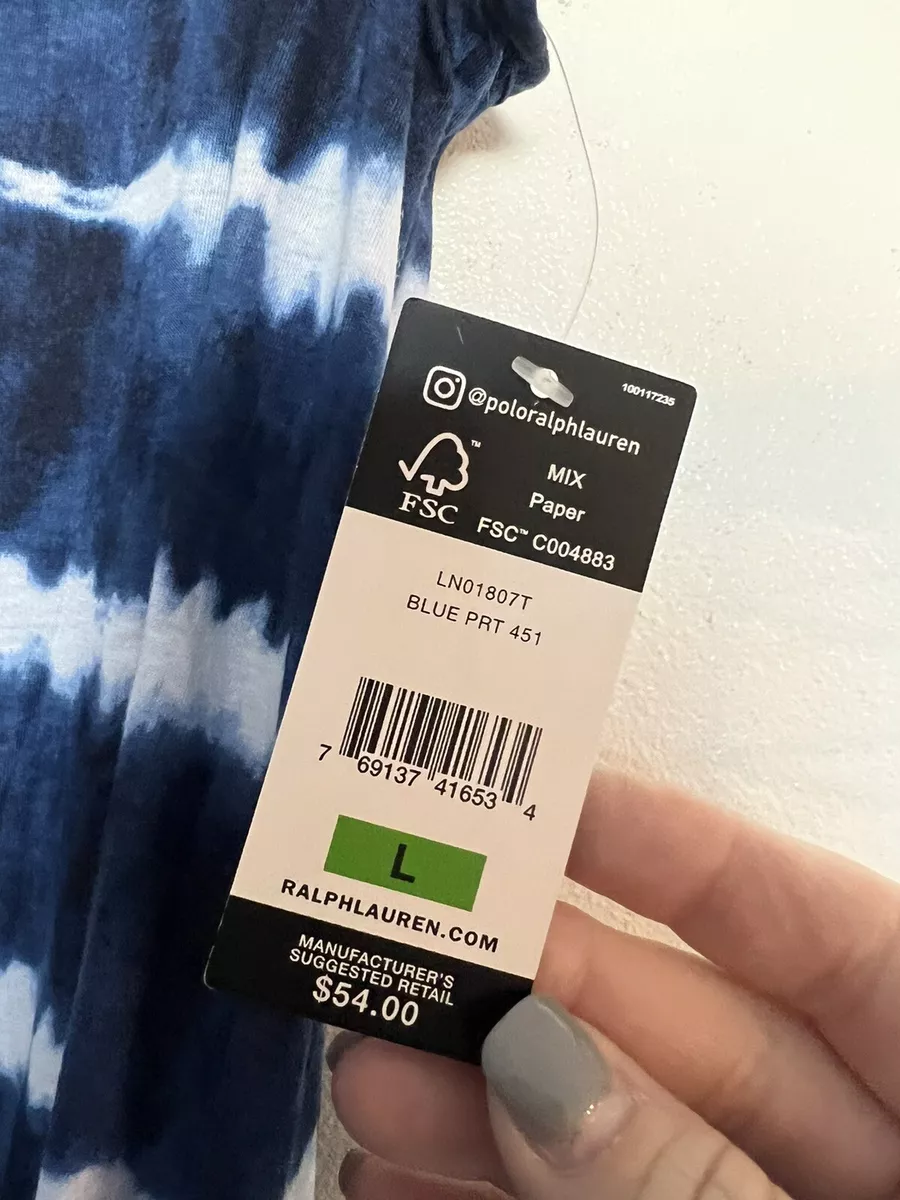 100117235
@poloralphlauren
FSC™
MIX
Paper
FSC™ C004883
LN01807T
BLUE PRT 451
7 69137 41653 4
L
RALPHLAUREN.COM
MANUFACTURER'S
SUGGESTED RETAIL
$54.00